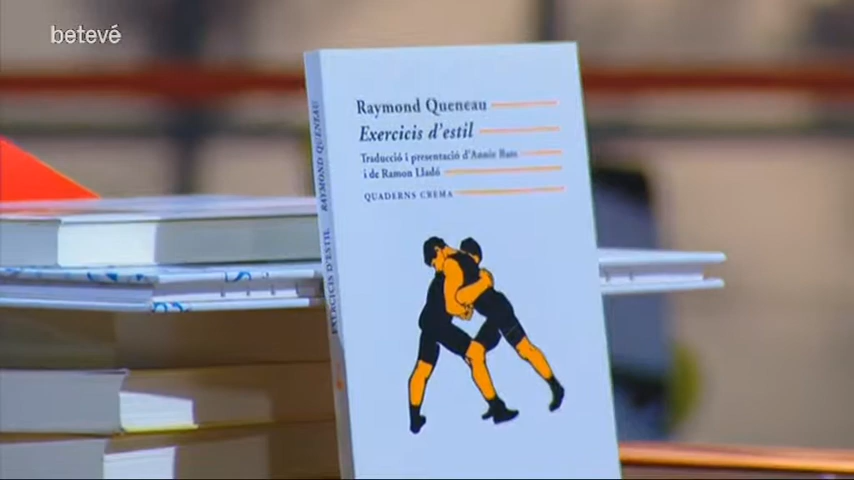 betevé
Raymond Queneau
Exercicis d'estil
Traducció i presentació d'Annie Bats
i de Ramon Lladó
QUADERNS CREMA
EXERCICIS D'ESTIL RAYMOND QUENEAU